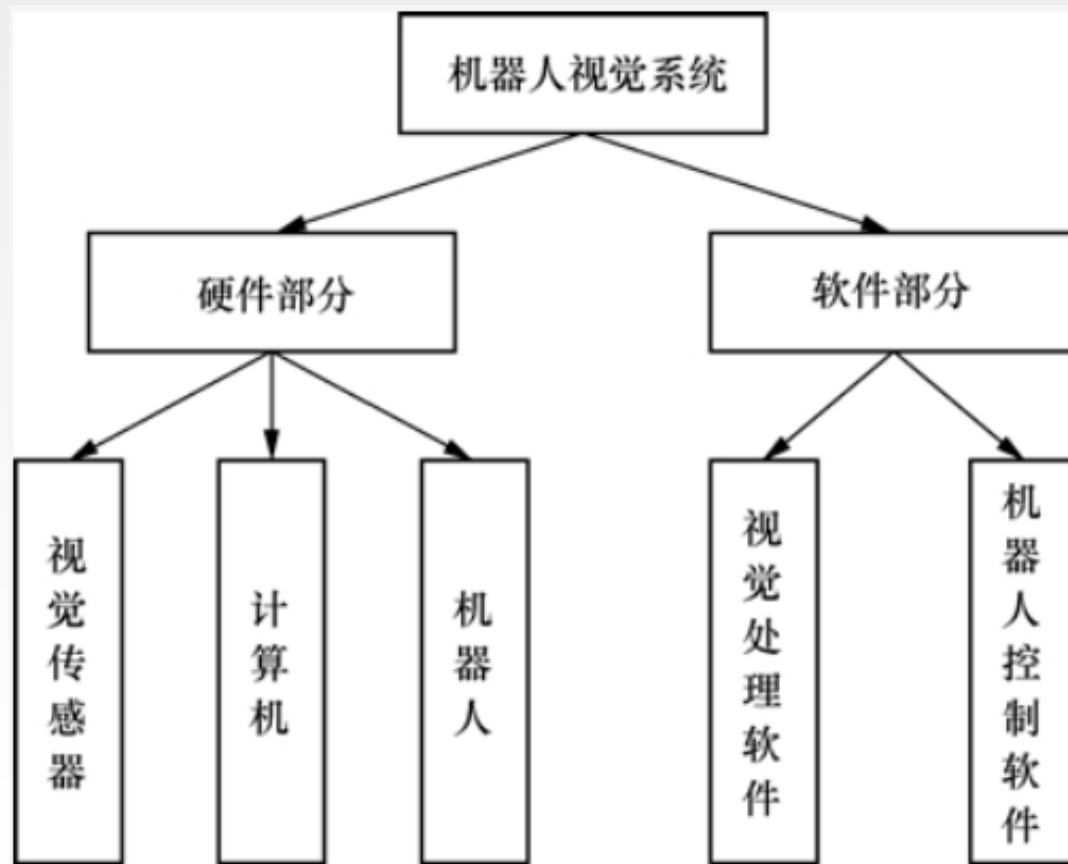 机器人视觉系统
硬件部分
软件部分
视觉传感器
计算机
机器人
视觉处理软件
机器人控制软件